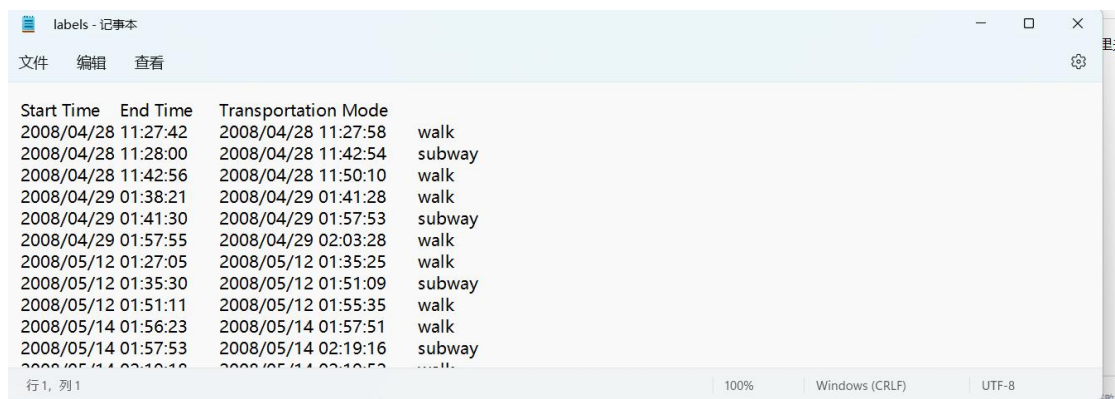 labels - 记事本
文件 编辑 查看
Start Time End Time Transportation Mode
2008/04/28 11:27:42 2008/04/28 11:27:58 walk
2008/04/28 11:28:00 2008/04/28 11:42:54 subway
2008/04/28 11:42:56 2008/04/28 11:50:10 walk
2008/04/29 01:38:21 2008/04/29 01:41:28 walk
2008/04/29 01:41:30 2008/04/29 01:57:53 subway
2008/04/29 01:57:55 2008/04/29 02:03:28 walk
2008/05/12 01:27:05 2008/05/12 01:35:25 walk
2008/05/12 01:35:30 2008/05/12 01:51:09 subway
2008/05/12 01:51:11 2008/05/12 01:55:35 walk
2008/05/14 01:56:23 2008/05/14 01:57:51 walk
2008/05/14 01:57:53 2008/05/14 02:19:16 subway
行 1, 列 1 100% Windows (CRLF) UTF-8